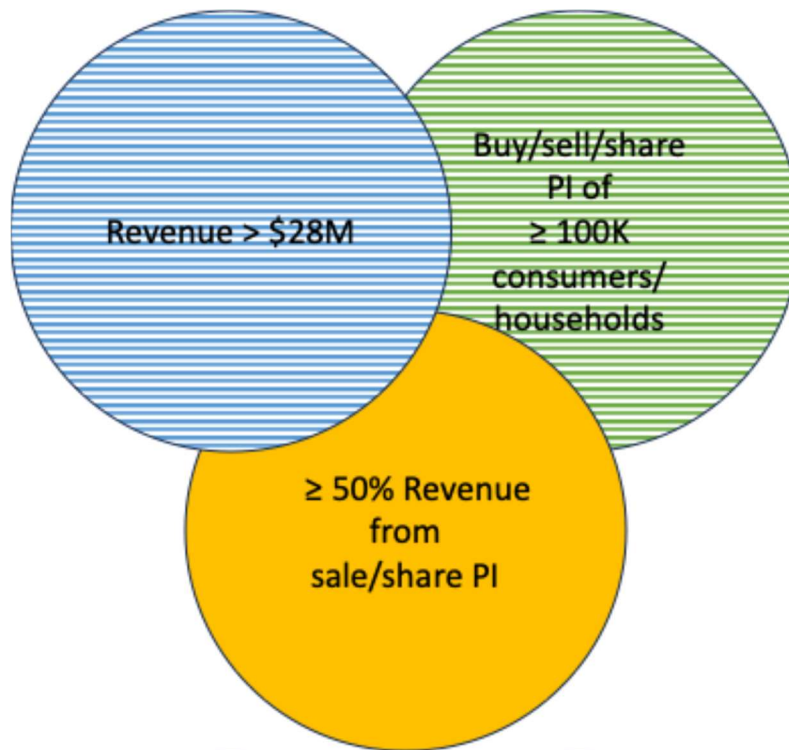 Revenue > $28M
Buy/sell/share
PI of
≥ 100K
consumers/
households
≥ 50% Revenue
from
sale/share PI